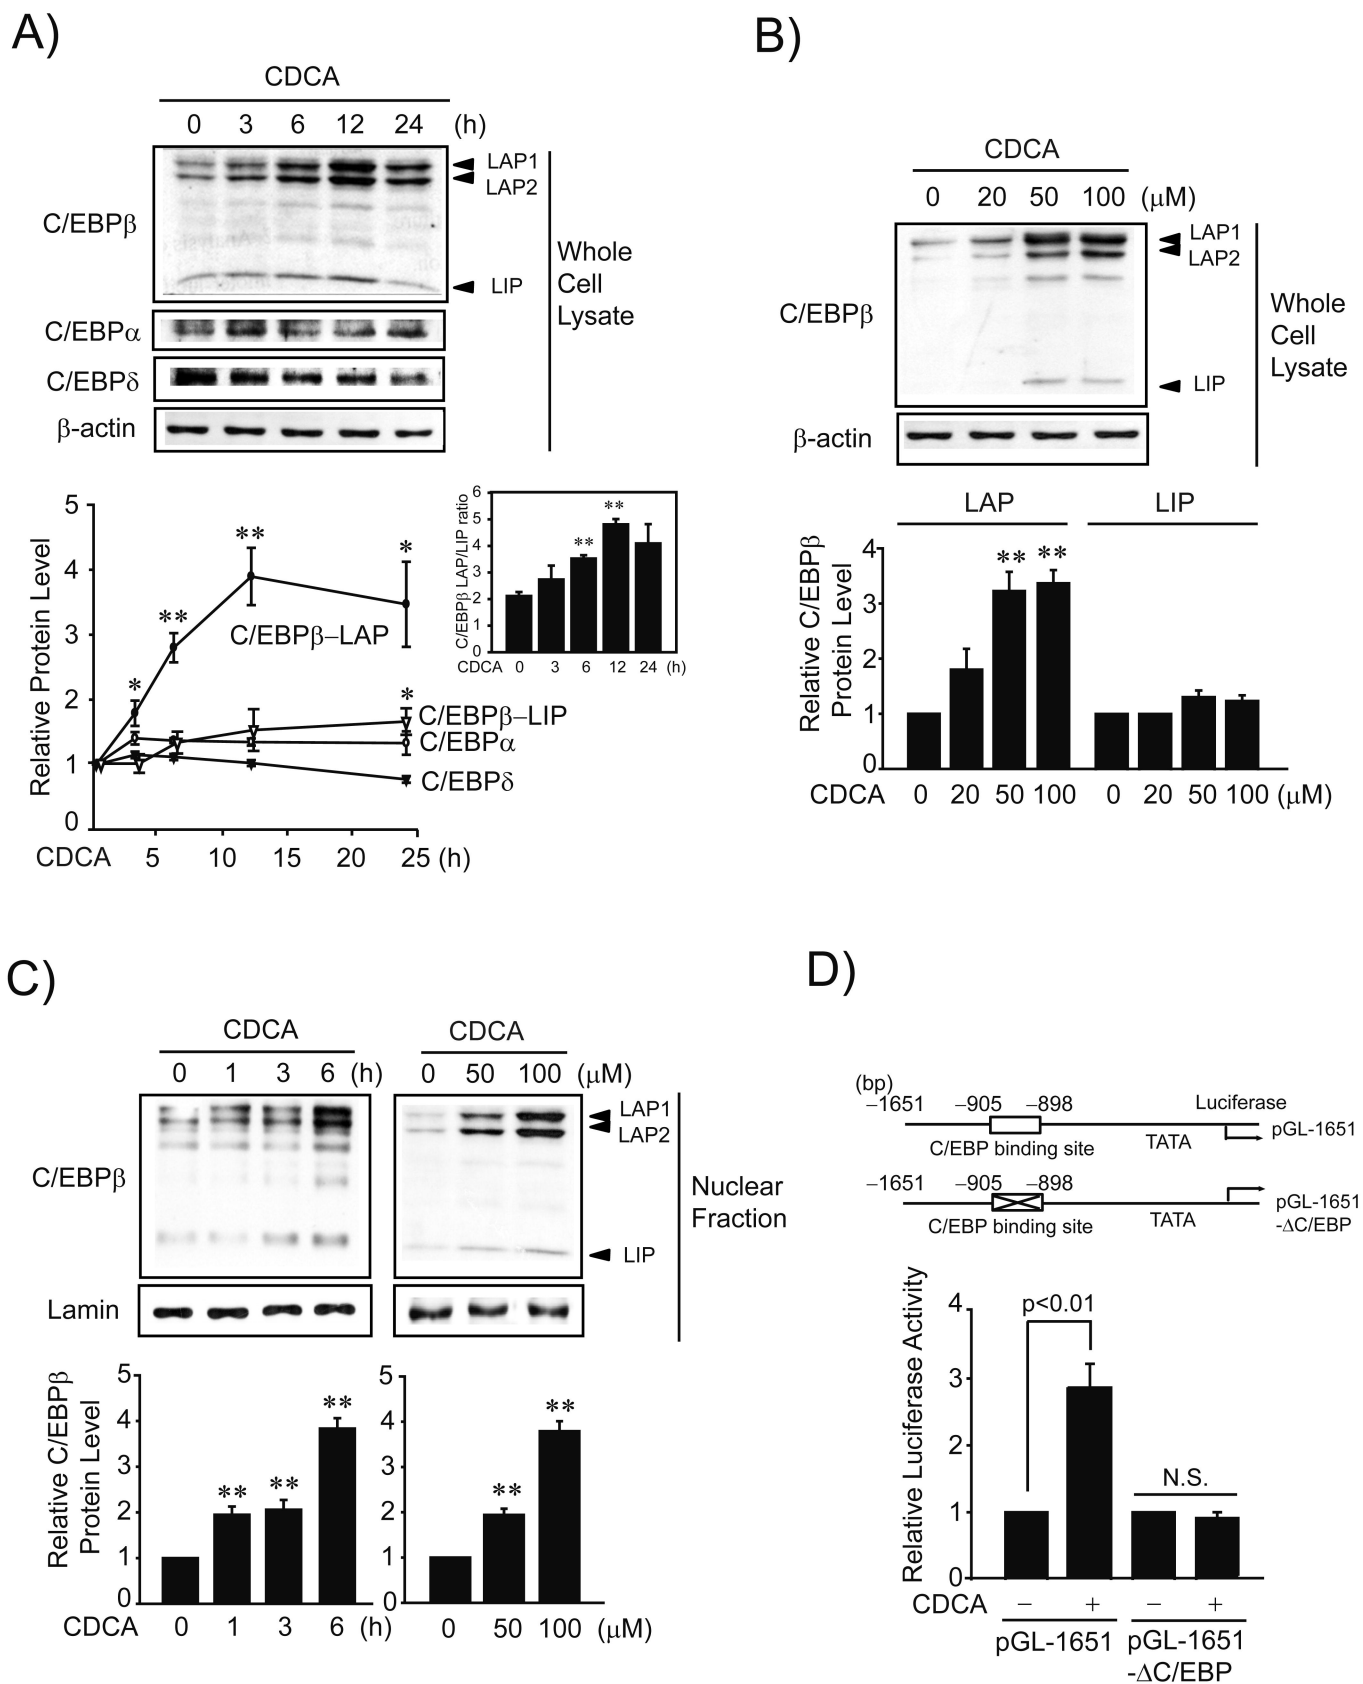 A)
CDCA
0 3 6 12 24 (h)
LAP1
LAP2
C/EBPβ
LIP
Whole
Cell
Lysate
C/EBPα
C/EBPδ
β-actin
5
4
3
2
1
0
Relative Protein Level
**
*
**
*
C/EBPβ–LAP
*
C/EBPβ–LIP
C/EBPα
C/EBPδ
CDCA 5 10 15 20 25 (h)
6
5
4
3
2
1
0
C/EBPβ LAP/LIP ratio
**
**
CDCA 0 3 6 12 24 (h)
B)
CDCA
0 20 50 100 (μM)
LAP1
LAP2
C/EBPβ
LIP
Whole
Cell
Lysate
β-actin
LAP LIP
4
3
2
1
0
Relative C/EBPβ
Protein Level
** **
CDCA 0 20 50 100 0 20 50 100 (μM)
C)
CDCA CDCA
0 1 3 6 (h) 0 50 100 (μM)
LAP1
LAP2
C/EBPβ
LIP
Nuclear
Fraction
Lamin
5
4
3
2
1
0
Relative C/EBPβ
Protein Level
** ** **
CDCA 0 1 3 6 (h)
5
4
3
2
1
0
** **
0 50 100 (μM)
D)
(bp)
–1651 –905 –898 Luciferase
pGL-1651
C/EBP binding site TATA
–1651 –905 –898
pGL-1651
-ΔC/EBP
C/EBP binding site TATA
4
3
2
1
0
Relative Luciferase Activity
p<0.01
N.S.
CDCA – + – +
pGL-1651 pGL-1651
-ΔC/EBP